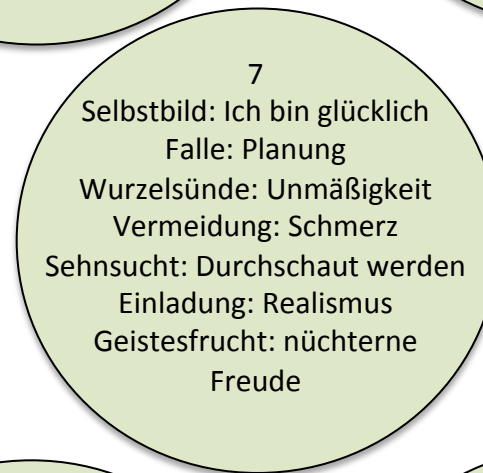 7
Selbstbild: Ich bin glücklich
Falle: Planung
Wurzelsünde: Unmäßigkeit
Vermeidung: Schmerz
Sehnsucht: Durchschaut werden
Einladung: Realismus
Geistesfrucht: nüchterne
Freude